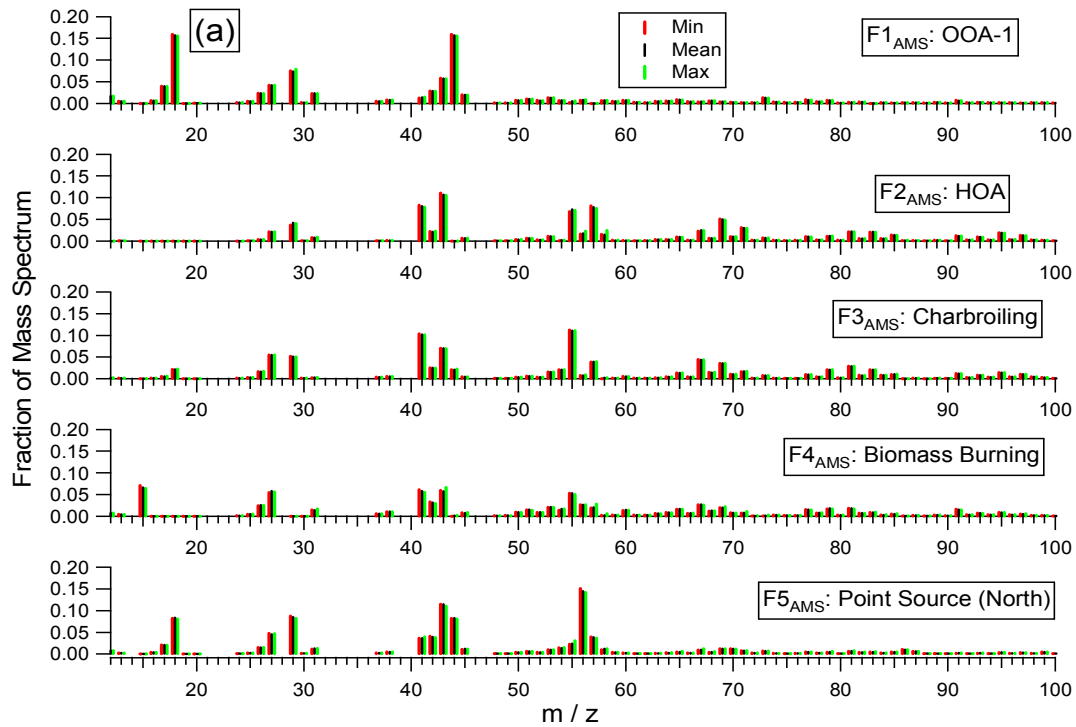 (a)
Min
Mean
Max
F1AMS: OOA-1
0.20
0.15
0.10
0.05
0.00
20 30 40 50 60 70 80 90 100
F2AMS: HOA
0.20
0.15
0.10
0.05
0.00
20 30 40 50 60 70 80 90 100
F3AMS: Charbroiling
0.20
0.15
0.10
0.05
0.00
20 30 40 50 60 70 80 90 100
F4AMS: Biomass Burning
0.20
0.15
0.10
0.05
0.00
20 30 40 50 60 70 80 90 100
F5AMS: Point Source (North)
0.20
0.15
0.10
0.05
0.00
20 30 40 50 60 70 80 90 100
Fraction of Mass Spectrum
m / z